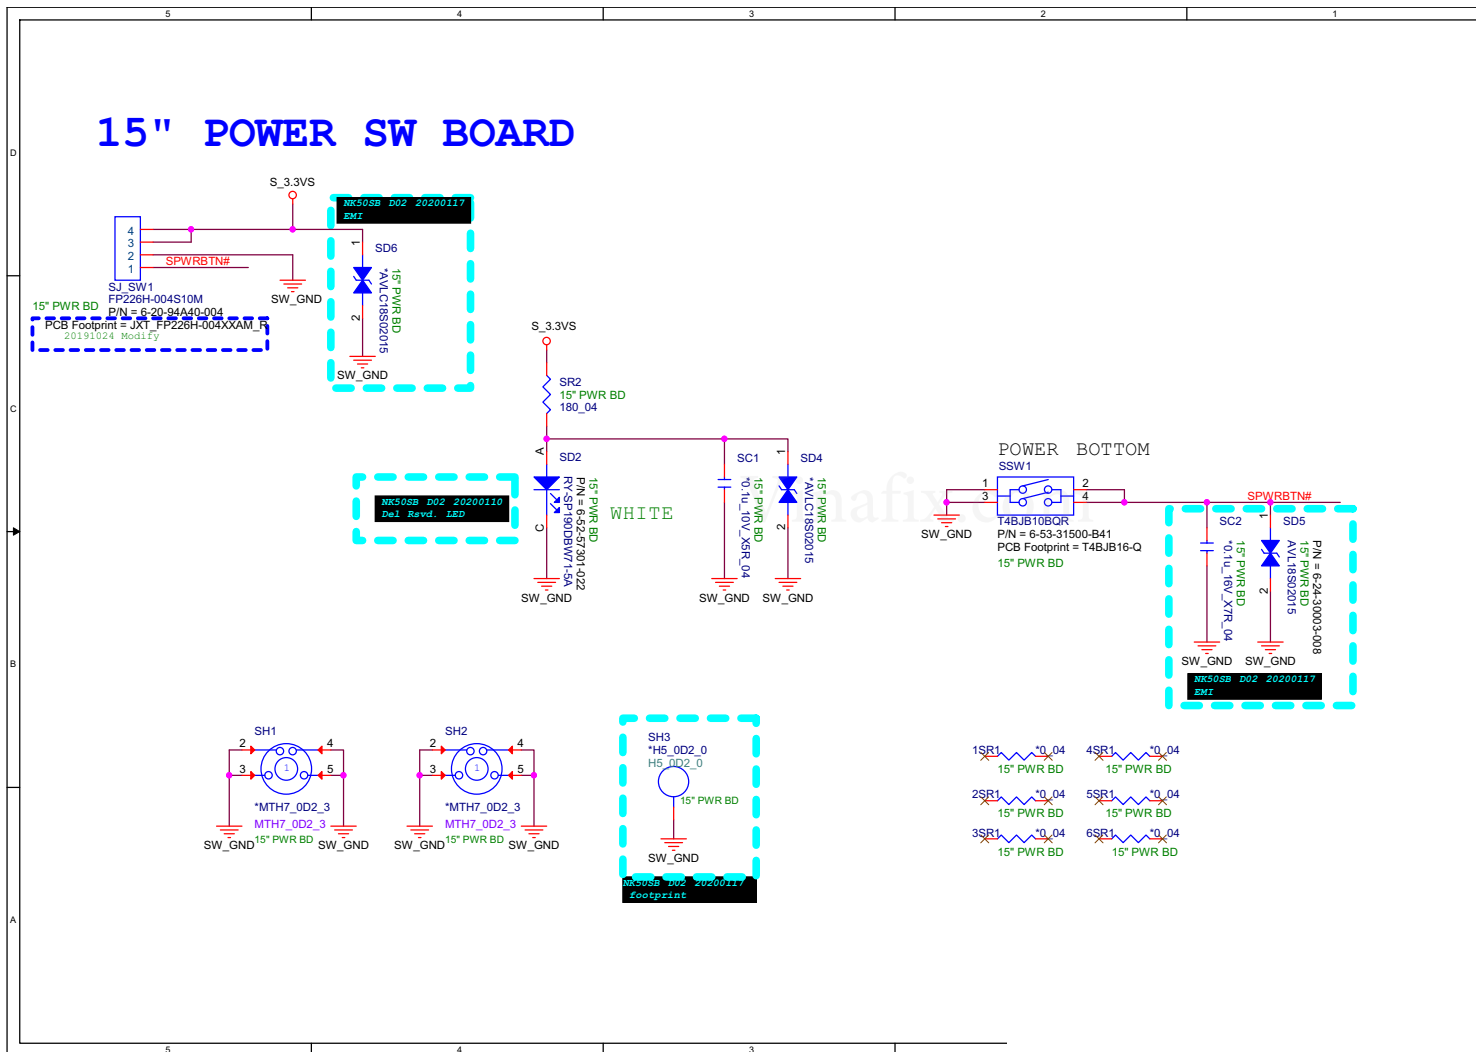 5 4 3 2 1
15" POWER SW BOARD
D
S_3.3VS
NK50SB D02 20200117
EMI
4
3
2
1
SPWRBTN#
SJ_SW1
FP226H-004S10M
P/N = 6-20-94A40-004
15" PWR BD
PCB Footprint = JXT_FP226H-004XXAM_R
20191024 Modify
SW_GND
1
SD6
15" PWR BD
*AVLC18S02015
2
SW_GND
C
S_3.3VS
SR2
15" PWR BD
180_04
NK50SB D02 20200110
Del Rsvd. LED
A
SD2
15" PWR BD
P/N = 6-52-57301-022
RY-SP190DBW71-5A
C
SW_GND
WHITE
SC1
15" PWR BD
*0.1u_10V_X5R_04
SW_GND
1
SD4
15" PWR BD
*AVLC18S02015
2
SW_GND
POWER BOTTOM
SSW1
1 2
3 4
T4BJB10BQR
P/N = 6-53-31500-B41
PCB Footprint = T4BJB16-Q
15" PWR BD
SW_GND
SPWRBTN#
SC2
15" PWR BD
*0.1u_16V_X7R_04
SW_GND
1
SD5
P/N = 6-24-30003-008
15" PWR BD
AVL18S02015
2
SW_GND
NK50SB D02 20200117
EMI
B
SH1
2 4
1
3 5
*MTH7_0D2_3
MTH7_0D2_3
SW_GND 15" PWR BD SW_GND
SH2
2 4
1
3 5
*MTH7_0D2_3
MTH7_0D2_3
SW_GND 15" PWR BD SW_GND
SH3
*H5_0D2_0
H5_0D2_0
15" PWR BD
SW_GND
NK50SB D02 20200117
footprint
1SR1 *0_04
15" PWR BD
4SR1 *0_04
15" PWR BD
2SR1 *0_04
15" PWR BD
5SR1 *0_04
15" PWR BD
3SR1 *0_04
15" PWR BD
6SR1 *0_04
15" PWR BD
A
5 4 3